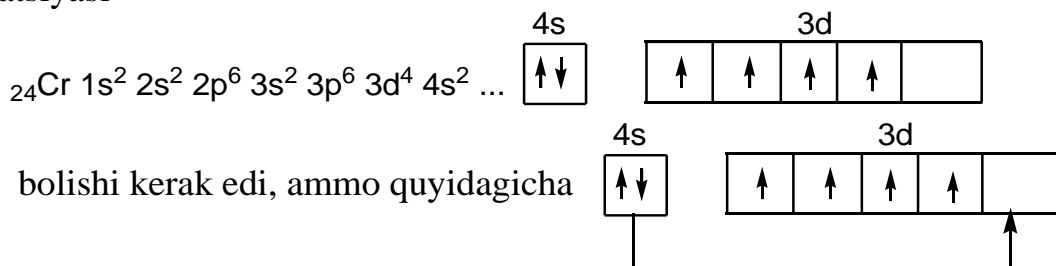 4s 3d
₂₄Cr 1s² 2s² 2p⁶ 3s² 3p⁶ 3d⁴ 4s² ...
4s 3d
bolishi kerak edi, ammo quyidagicha